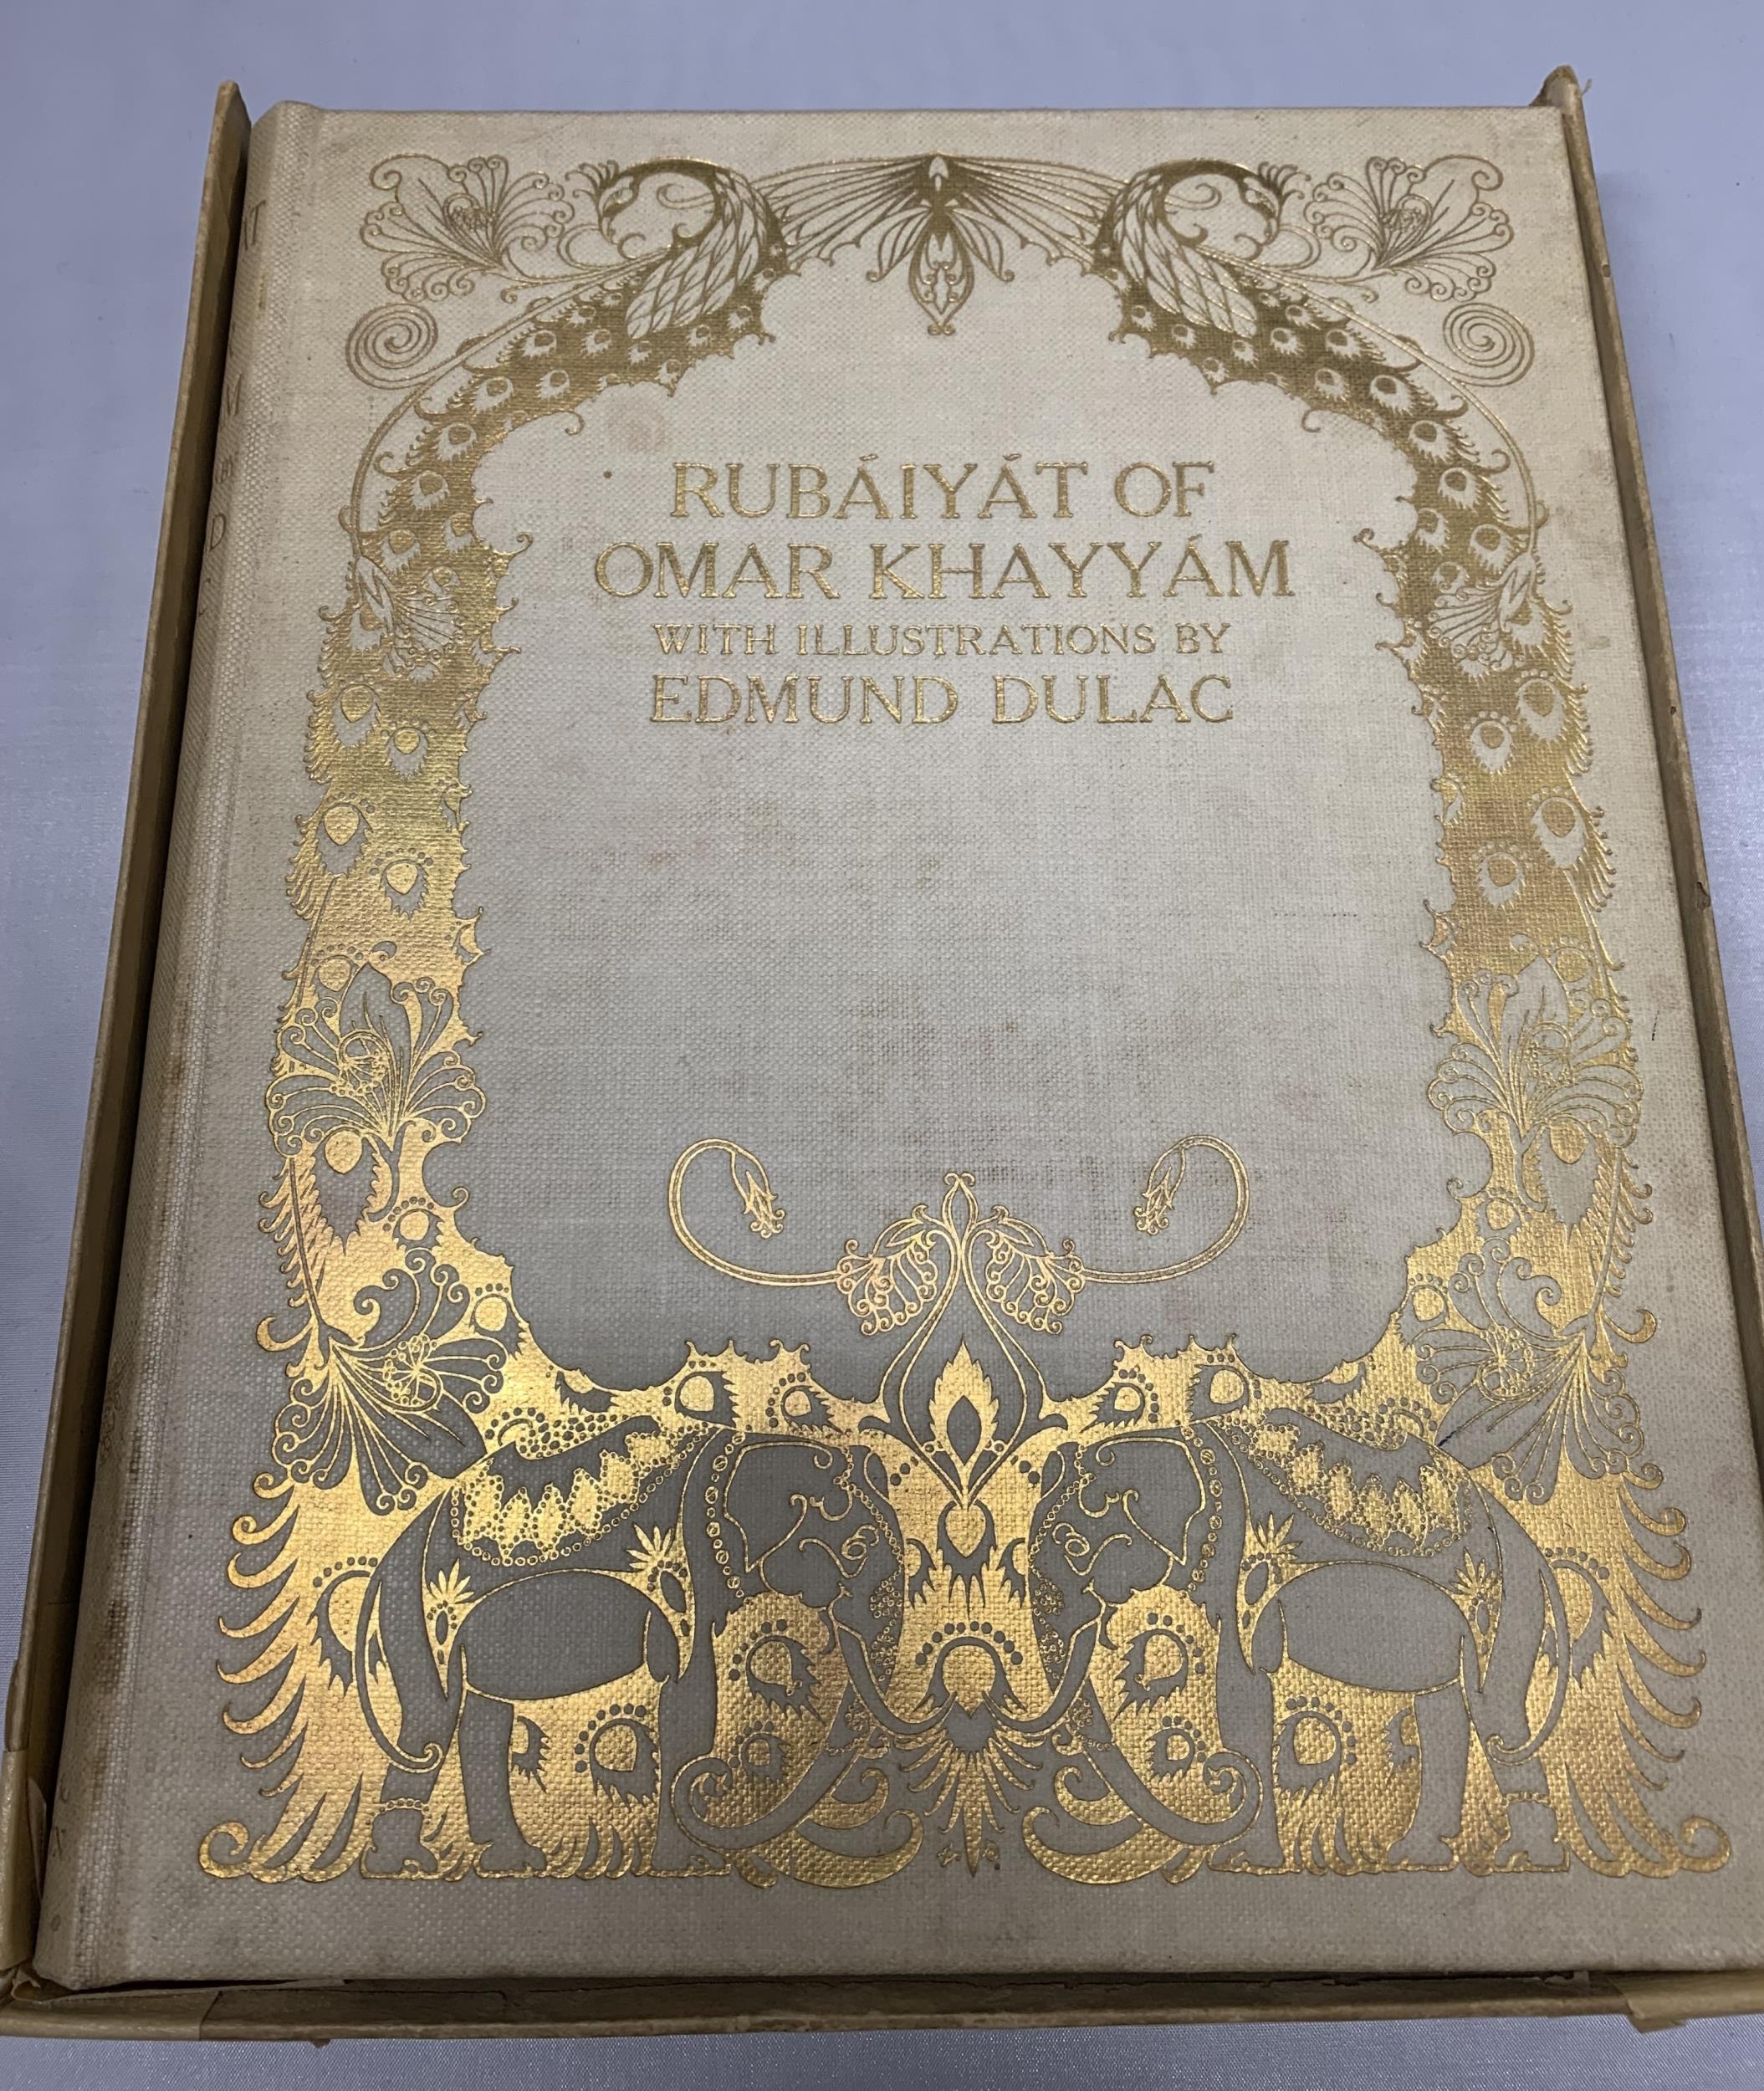 RUBÁIYÁT OF
OMAR KHAYYÁM
WITH ILLUSTRATIONS BY
EDMUND DULAC